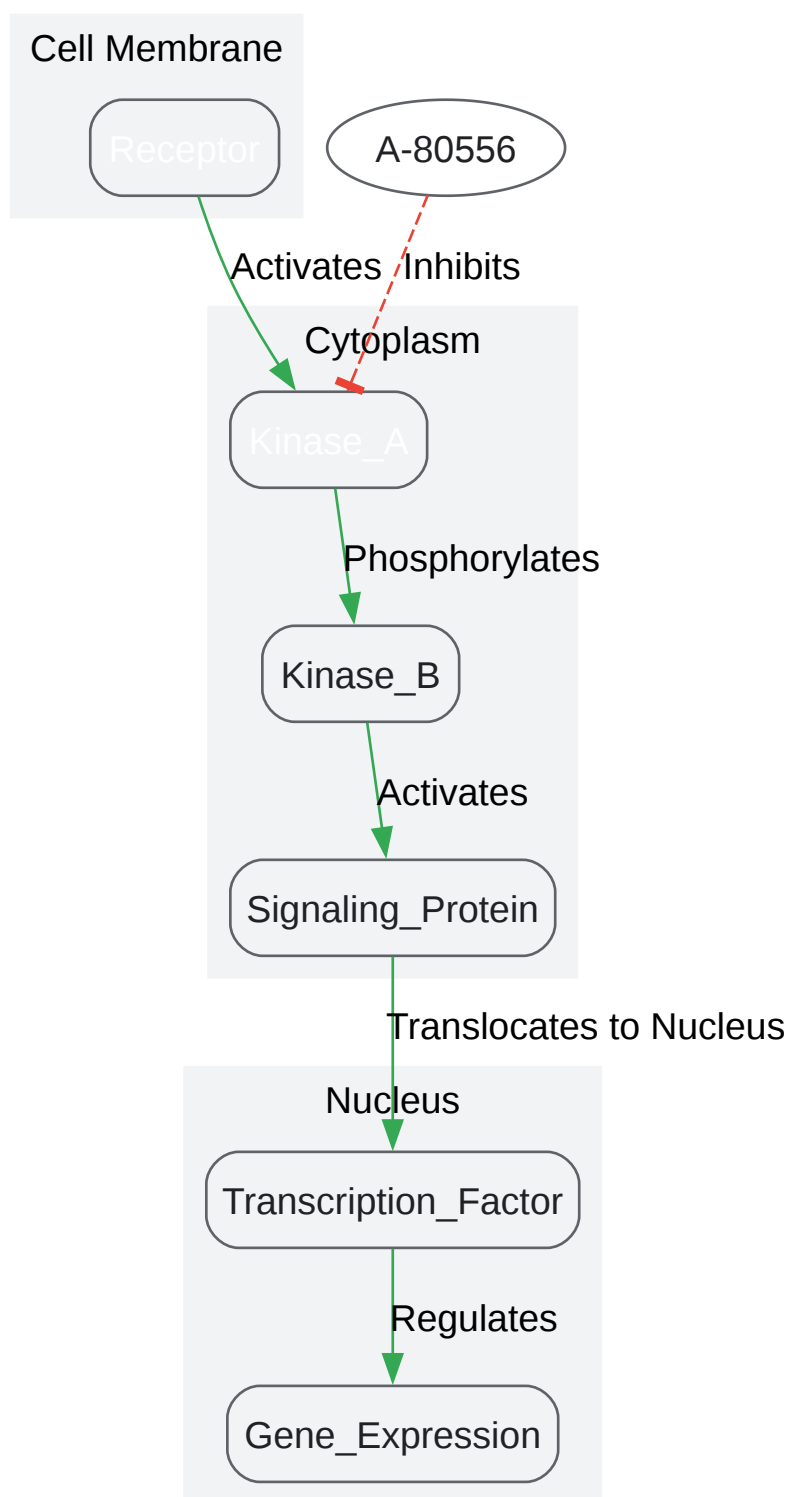 Cell Membrane
Receptor
A-80556
Activates
Inhibits
Cytoplasm
Kinase_A
Phosphorylates
Kinase_B
Activates
Signaling_Protein
Translocates to Nucleus
Nucleus
Transcription_Factor
Regulates
Gene_Expression